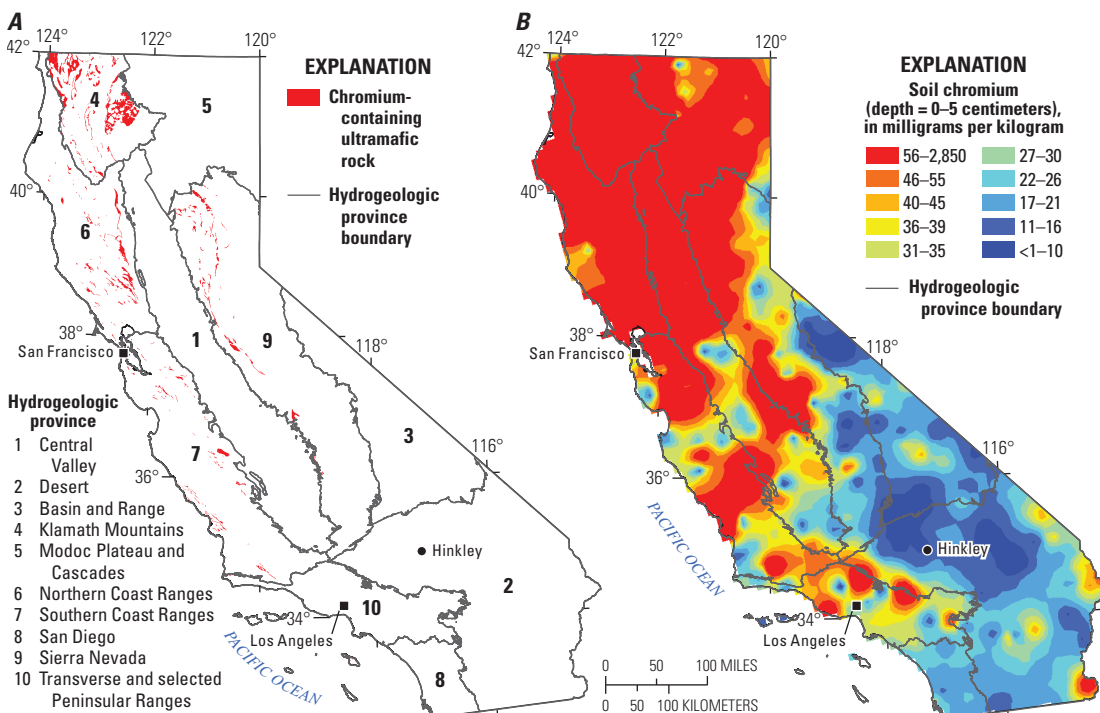 A
124°
122°
120°
42°
40°
38°
36°
34°
118°
116°
EXPLANATION
Chromium-
containing
ultramafic
rock
Hydrogeologic
province
boundary
4
5
6
1
9
3
7
2
10
8
San Francisco
Hinkley
Los Angeles
PACIFIC OCEAN
Hydrogeologic
province
1 Central
Valley
2 Desert
3 Basin and Range
4 Klamath Mountains
5 Modoc Plateau and
Cascades
6 Northern Coast Ranges
7 Southern Coast Ranges
8 San Diego
9 Sierra Nevada
10 Transverse and selected
Peninsular Ranges
B
124°
122°
120°
42°
40°
38°
36°
34°
118°
116°
EXPLANATION
Soil chromium
(depth = 0–5 centimeters),
in milligrams per kilogram
56–2,850
46–55
40–45
36–39
31–35
27–30
22–26
17–21
11–16
<1–10
Hydrogeologic
province boundary
San Francisco
Hinkley
Los Angeles
PACIFIC OCEAN
0 50 100 MILES
0 50 100 KILOMETERS